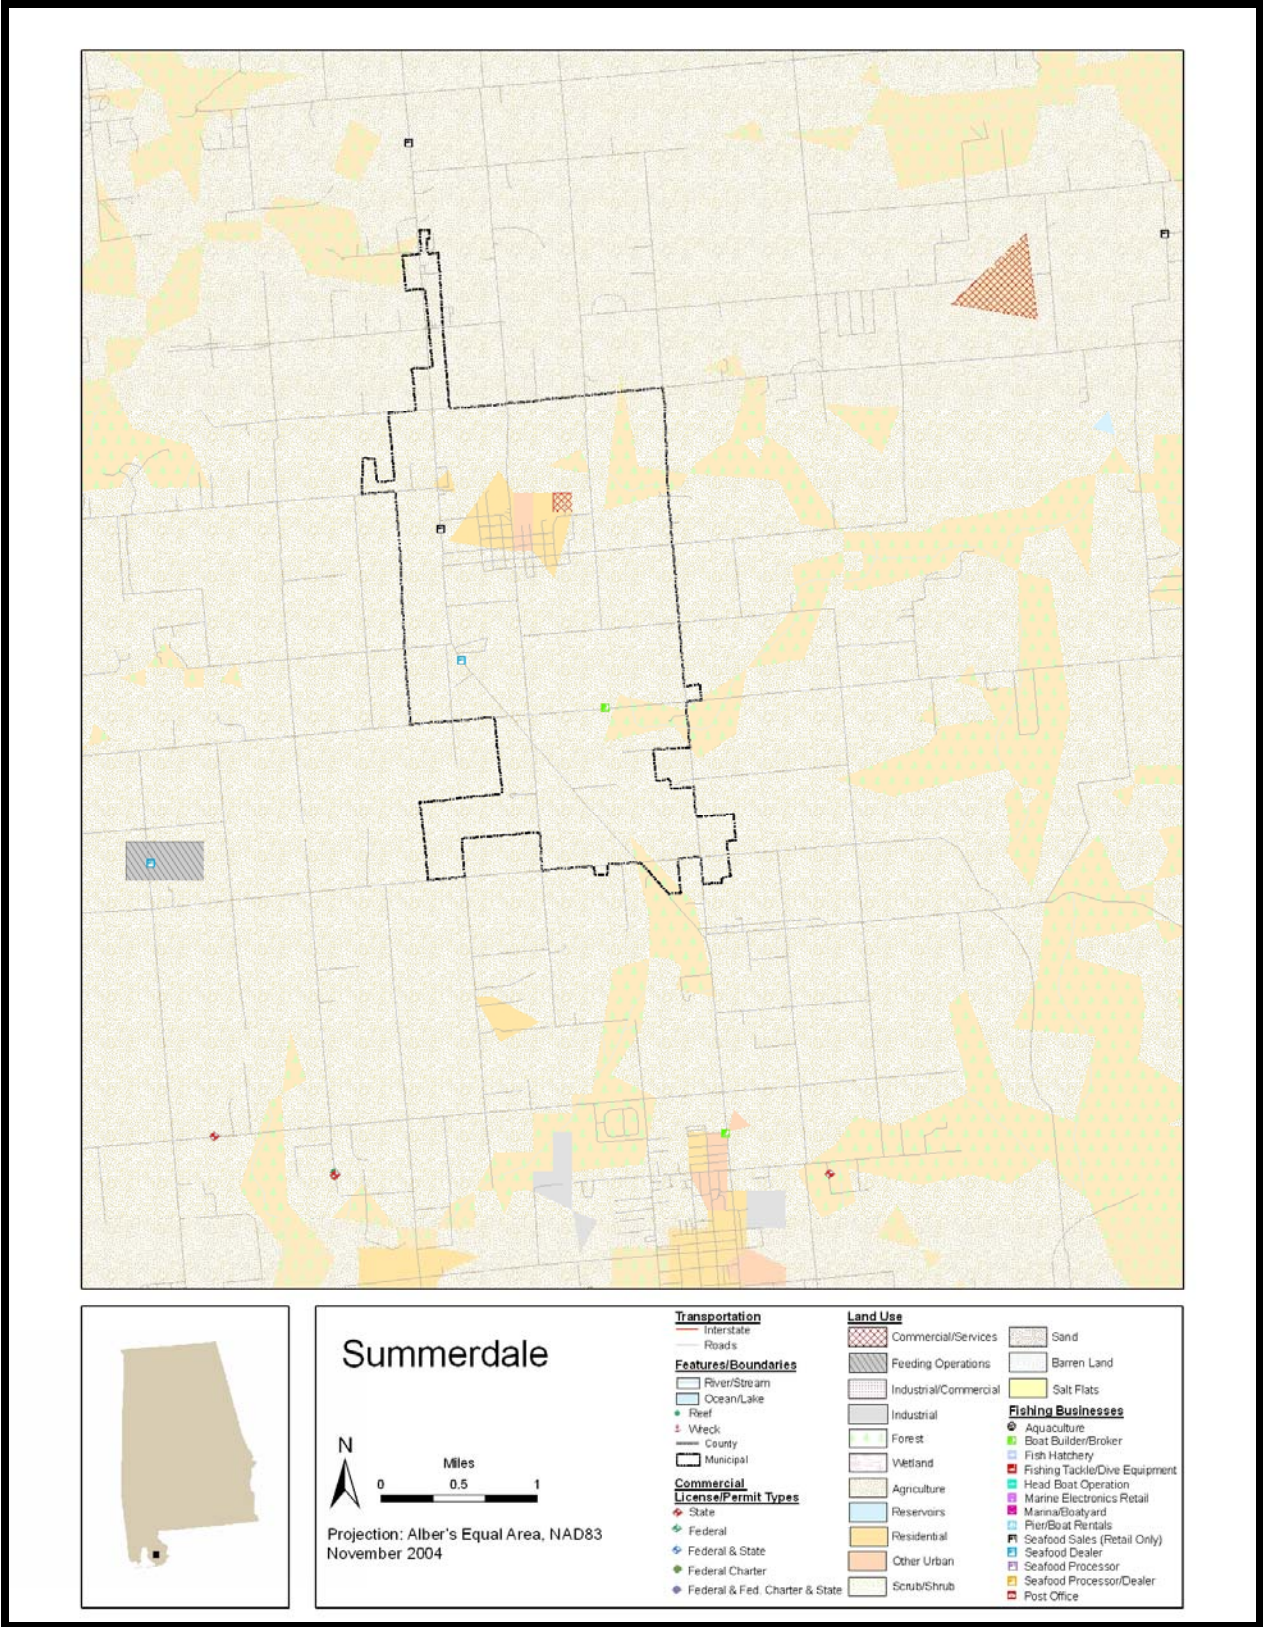 Summerdale
N
Miles
0 0.5 1
Projection: Alber's Equal Area, NAD83
November 2004
Transportation
Interstate
Roads
Features/Boundaries
River/Stream
Ocean/Lake
Reef
Wreck
County
Municipal
Commercial
License/Permit Types
State
Federal
Federal & State
Federal Charter
Federal & Fed. Charter & State
Land Use
Commercial/Services
Feeding Operations
Industrial/Commercial
Industrial
Forest
Wetland
Agriculture
Reservoirs
Residential
Other Urban
Scrub/Shrub
Sand
Barren Land
Salt Flats
Fishing Businesses
Aquaculture
Boat Builder/Broker
Fish Hatchery
Fishing Tackle/Dive Equipment
Head Boat Operation
Marine Electronics Retail
Marina/Boatyard
Pier/Boat Rentals
Seafood Sales (Retail Only)
Seafood Dealer
Seafood Processor
Seafood Processor/Dealer
Post Office